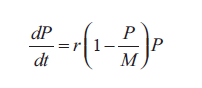 dP/dt = r(1 - P/M)P